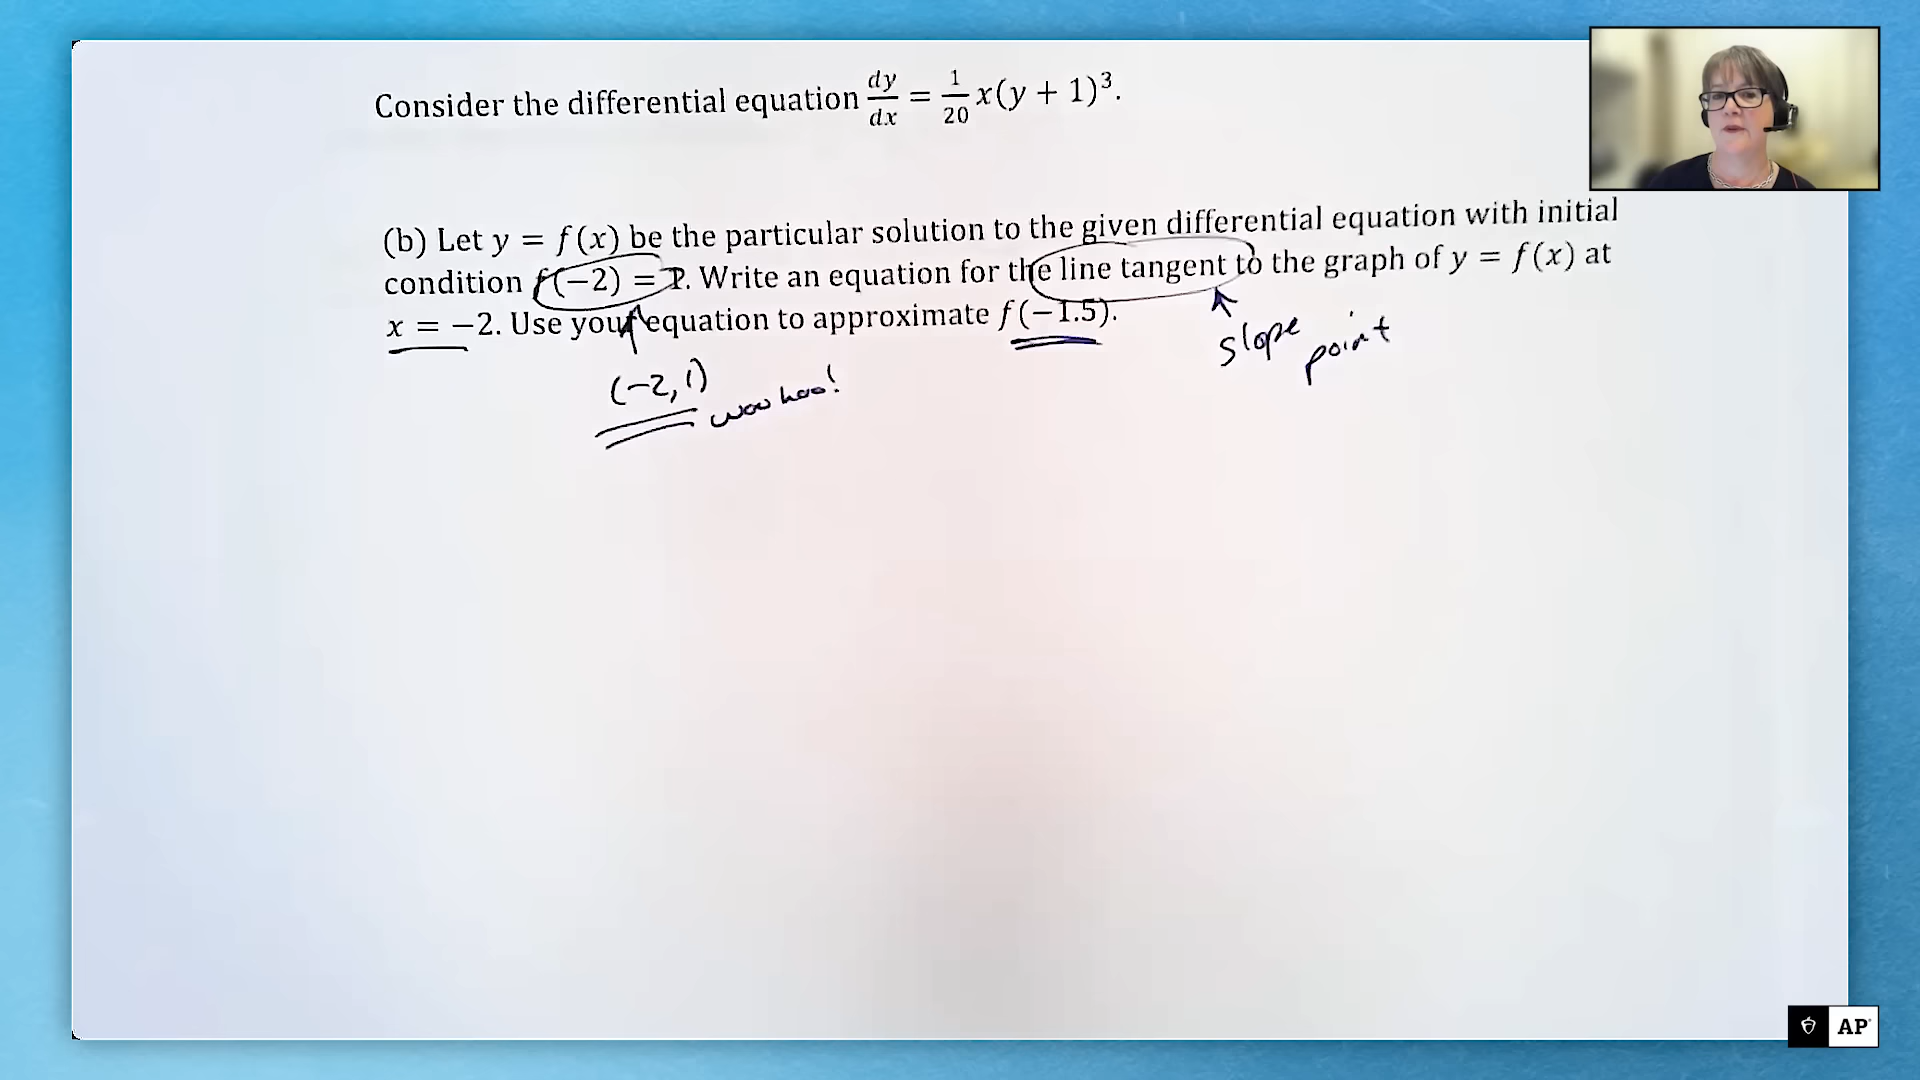 Consider the differential equation dy/dx = 1/20 x(y + 1)³.
(b) Let y = f(x) be the particular solution to the given differential equation with initial
condition f(−2) = 1. Write an equation for the line tangent to the graph of y = f(x) at
x = −2. Use your equation to approximate f(−1.5).
slope point
(-2, 1)
woo hoo!
AP